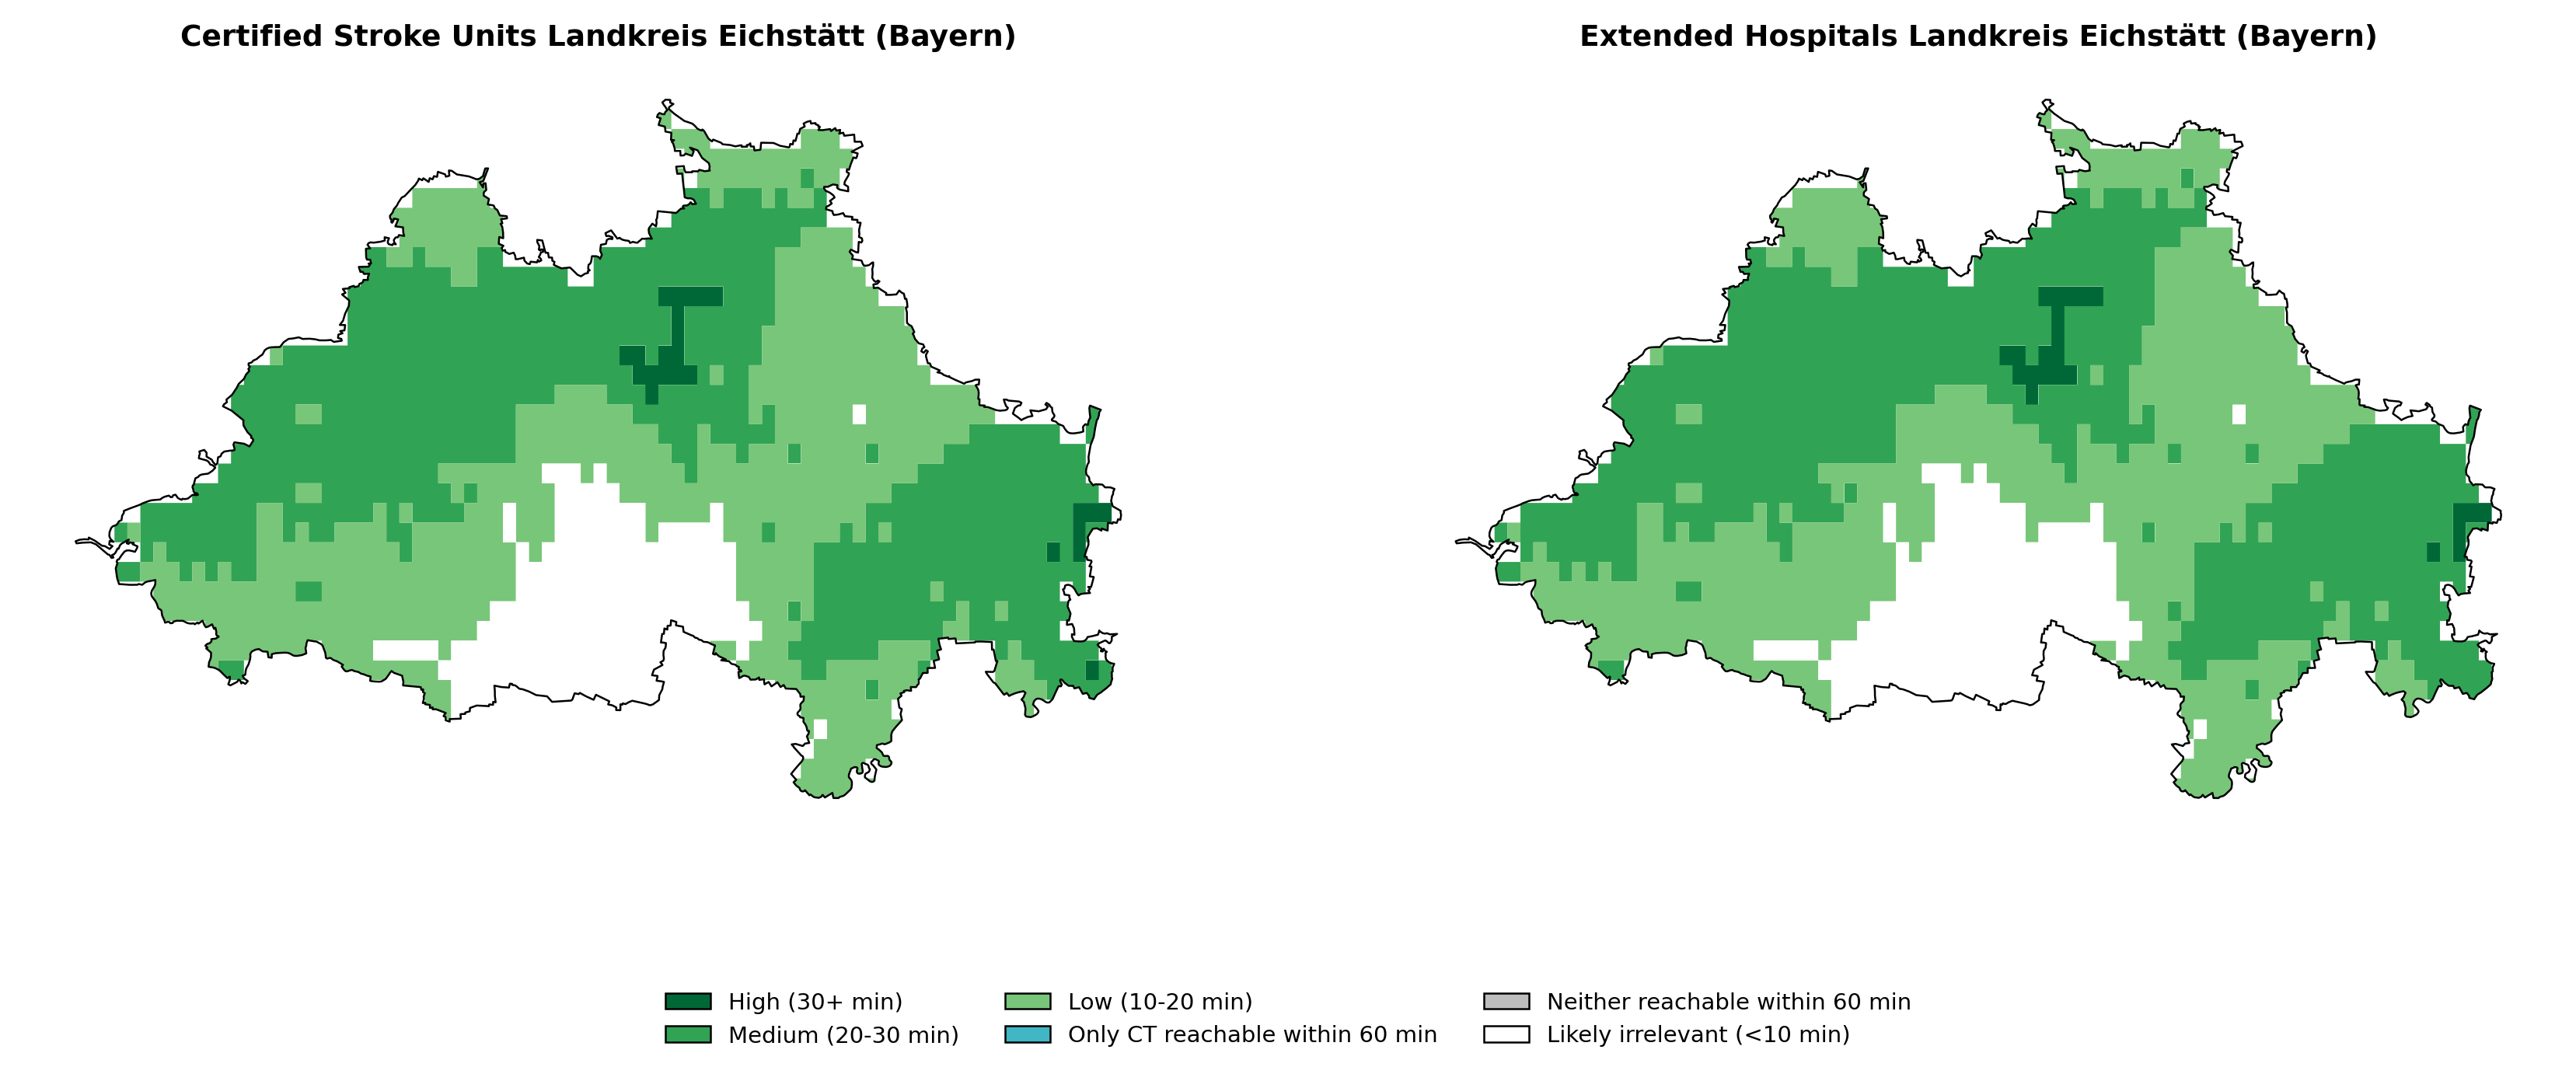 Certified Stroke Units Landkreis Eichstätt (Bayern)
Extended Hospitals Landkreis Eichstätt (Bayern)
High (30+ min)
Medium (20-30 min)
Low (10-20 min)
Only CT reachable within 60 min
Neither reachable within 60 min
Likely irrelevant (<10 min)